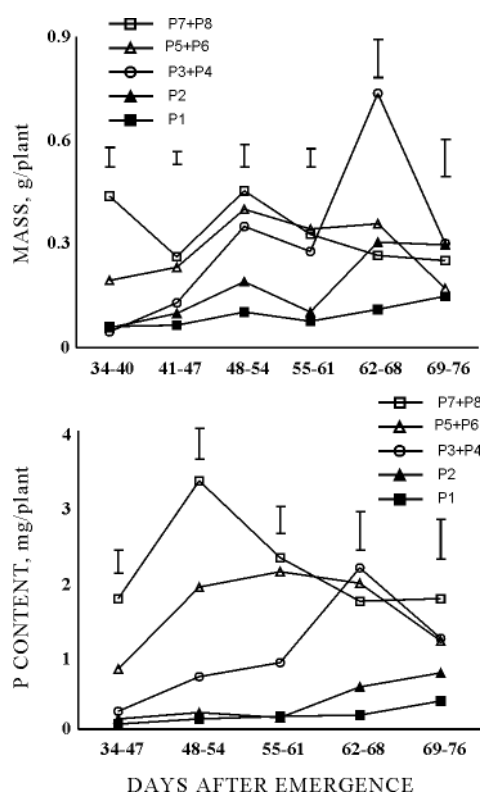 P7+P8
P5+P6
P3+P4
P2
P1
0.9
0.6
0.3
0
MASS, g/plant
34-40 41-47 48-54 55-61 62-68 69-76
P7+P8
P5+P6
P3+P4
P2
P1
4
3
2
1
0
P CONTENT, mg/plant
34-47 48-54 55-61 62-68 69-76
DAYS AFTER EMERGENCE